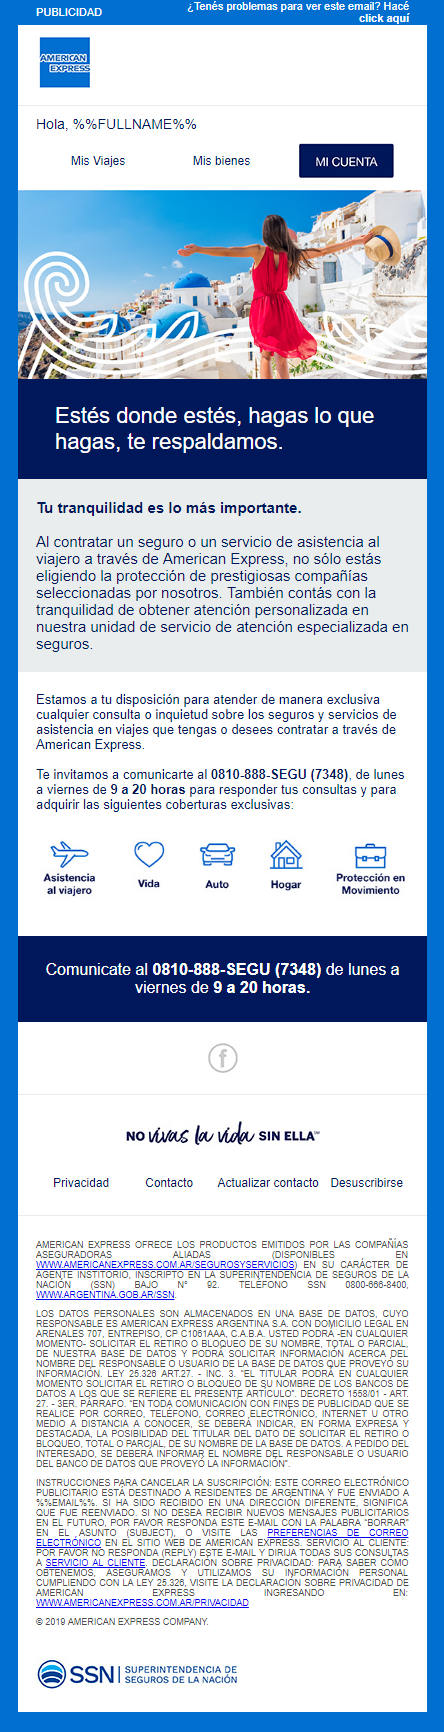 PUBLICIDAD
¿Tenés problemas para ver este email? Hacé
click aquí
AMERICAN
EXPRESS
Hola, %%FULLNAME%%
Mis Viajes
Mis bienes
MI CUENTA
Estés donde estés, hagas lo que
hagas, te respaldamos.
Tu tranquilidad es lo más importante.
Al contratar un seguro o un servicio de asistencia al
viajero a través de American Express, no sólo estás
eligiendo la protección de prestigiosas compañías
seleccionadas por nosotros. También contás con la
tranquilidad de obtener atención personalizada en
nuestra unidad de servicio de atención especializada en
seguros.
Estamos a tu disposición para atender de manera exclusiva
cualquier consulta o inquietud sobre los seguros y servicios de
asistencia en viajes que tengas o desees contratar a través de
American Express.
Te invitamos a comunicarte al 0810-888-SEGU (7348), de lunes
a viernes de 9 a 20 horas para responder tus consultas y para
adquirir las siguientes coberturas exclusivas:
Asistencia
al viajero
Vida
Auto
Hogar
Protección en
Movimiento
Comunicate al 0810-888-SEGU (7348) de lunes a
viernes de 9 a 20 horas.
f
NO vivas la vida SIN ELLA™
Privacidad
Contacto
Actualizar contacto
Desuscribirse
AMERICAN EXPRESS OFRECE LOS PRODUCTOS EMITIDOS POR LAS COMPAÑÍAS
ASEGURADORAS ALIADAS (DISPONIBLES EN
WWW.AMERICANEXPRESS.COM.AR/SEGUROSYSERVICIOS) EN SU CARÁCTER DE
AGENTE INSTITORIO, INSCRIPTO EN LA SUPERINTENDENCIA DE SEGUROS DE LA
NACIÓN (SSN) BAJO N° 92. TELÉFONO SSN 0800-666-8400,
WWW.ARGENTINA.GOB.AR/SSN.
LOS DATOS PERSONALES SON ALMACENADOS EN UNA BASE DE DATOS, CUYO
RESPONSABLE ES AMERICAN EXPRESS ARGENTINA S.A. CON DOMICILIO LEGAL EN
ARENALES 707, ENTREPISO, CP C1061AAA, C.A.B.A. USTED PODRÁ -EN CUALQUIER
MOMENTO- SOLICITAR EL RETIRO O BLOQUEO DE SU NOMBRE, TOTAL O PARCIAL,
DE NUESTRA BASE DE DATOS Y PODRÁ SOLICITAR INFORMACIÓN ACERCA DEL
NOMBRE DEL RESPONSABLE O USUARIO DE LA BASE DE DATOS QUE PROVEYÓ SU
INFORMACIÓN. LEY 25.326 ART.27. - INC. 3. "EL TITULAR PODRÁ EN CUALQUIER
MOMENTO SOLICITAR EL RETIRO O BLOQUEO DE SU NOMBRE DE LOS BANCOS DE
DATOS A LOS QUE SE REFIERE EL PRESENTE ARTÍCULO". DECRETO 1558/01 - ART.
27. - 3ER. PÁRRAFO. "EN TODA COMUNICACIÓN CON FINES DE PUBLICIDAD QUE SE
REALICE POR CORREO, TELÉFONO, CORREO ELECTRÓNICO, INTERNET U OTRO
MEDIO A DISTANCIA A CONOCER, SE DEBERÁ INDICAR, EN FORMA EXPRESA Y
DESTACADA, LA POSIBILIDAD DEL TITULAR DEL DATO DE SOLICITAR EL RETIRO O
BLOQUEO, TOTAL O PARCIAL, DE SU NOMBRE DE LA BASE DE DATOS. A PEDIDO DEL
INTERESADO, SE DEBERÁ INFORMAR EL NOMBRE DEL RESPONSABLE O USUARIO
DEL BANCO DE DATOS QUE PROVEYÓ LA INFORMACIÓN".
INSTRUCCIONES PARA CANCELAR LA SUSCRIPCIÓN: ESTE CORREO ELECTRÓNICO
PUBLICITARIO ESTÁ DESTINADO A RESIDENTES DE ARGENTINA Y FUE ENVIADO A
%%EMAIL%%. SI HA SIDO RECIBIDO EN UNA DIRECCIÓN DIFERENTE, SIGNIFICA
QUE FUE REENVIADO. SI NO DESEA RECIBIR NUEVOS MENSAJES PUBLICITARIOS
EN EL FUTURO, POR FAVOR RESPONDA ESTE E-MAIL CON LA PALABRA "BORRAR"
EN EL ASUNTO (SUBJECT), O VISITE LAS PREFERENCIAS DE CORREO
ELECTRÓNICO EN EL SITIO WEB DE AMERICAN EXPRESS. SERVICIO AL CLIENTE:
POR FAVOR NO RESPONDA (REPLY) ESTE E-MAIL Y DIRIJA TODAS SUS CONSULTAS
A SERVICIO AL CLIENTE. DECLARACIÓN SOBRE PRIVACIDAD: PARA SABER CÓMO
OBTENEMOS, ASEGURAMOS Y UTILIZAMOS SU INFORMACIÓN PERSONAL
CUMPLIENDO CON LA LEY 25.326, VISITE LA DECLARACIÓN SOBRE PRIVACIDAD DE
AMERICAN EXPRESS INGRESANDO EN:
WWW.AMERICANEXPRESS.COM.AR/PRIVACIDAD
© 2019 AMERICAN EXPRESS COMPANY.
SSN
SUPERINTENDENCIA DE
SEGUROS DE LA NACIÓN